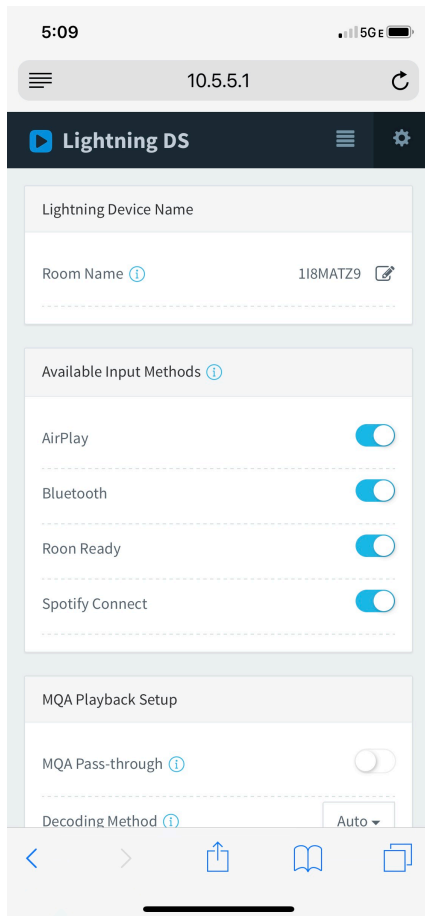 5:09 5G E
10.5.5.1
Lightning DS
Lightning Device Name
Room Name 1I8MATZ9
Available Input Methods
AirPlay
Bluetooth
Roon Ready
Spotify Connect
MQA Playback Setup
MQA Pass-through
Decoding Method Auto